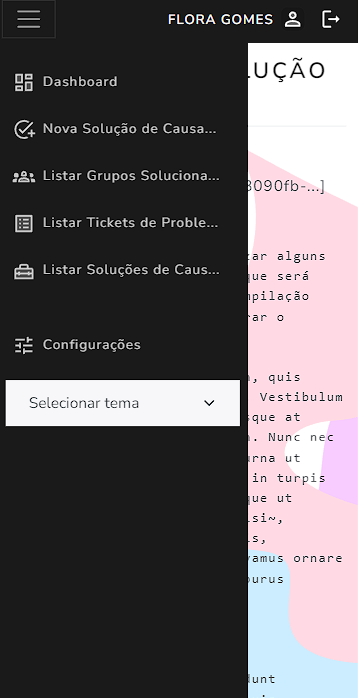 FLORA GOMES
LUÇÃO
Dashboard
Nova Solução de Causa...
Listar Grupos Soluciona...
3090fb-...]
Listar Tickets de Proble...
Listar Soluções de Caus...
zar alguns
que será
mpilação
rar o
Configurações
Selecionar tema
, quis
Vestibulum
sque at
. Nunc nec
urna ut
in turpis
que ut
si~,
s,
vamus ornare
purus
dunt